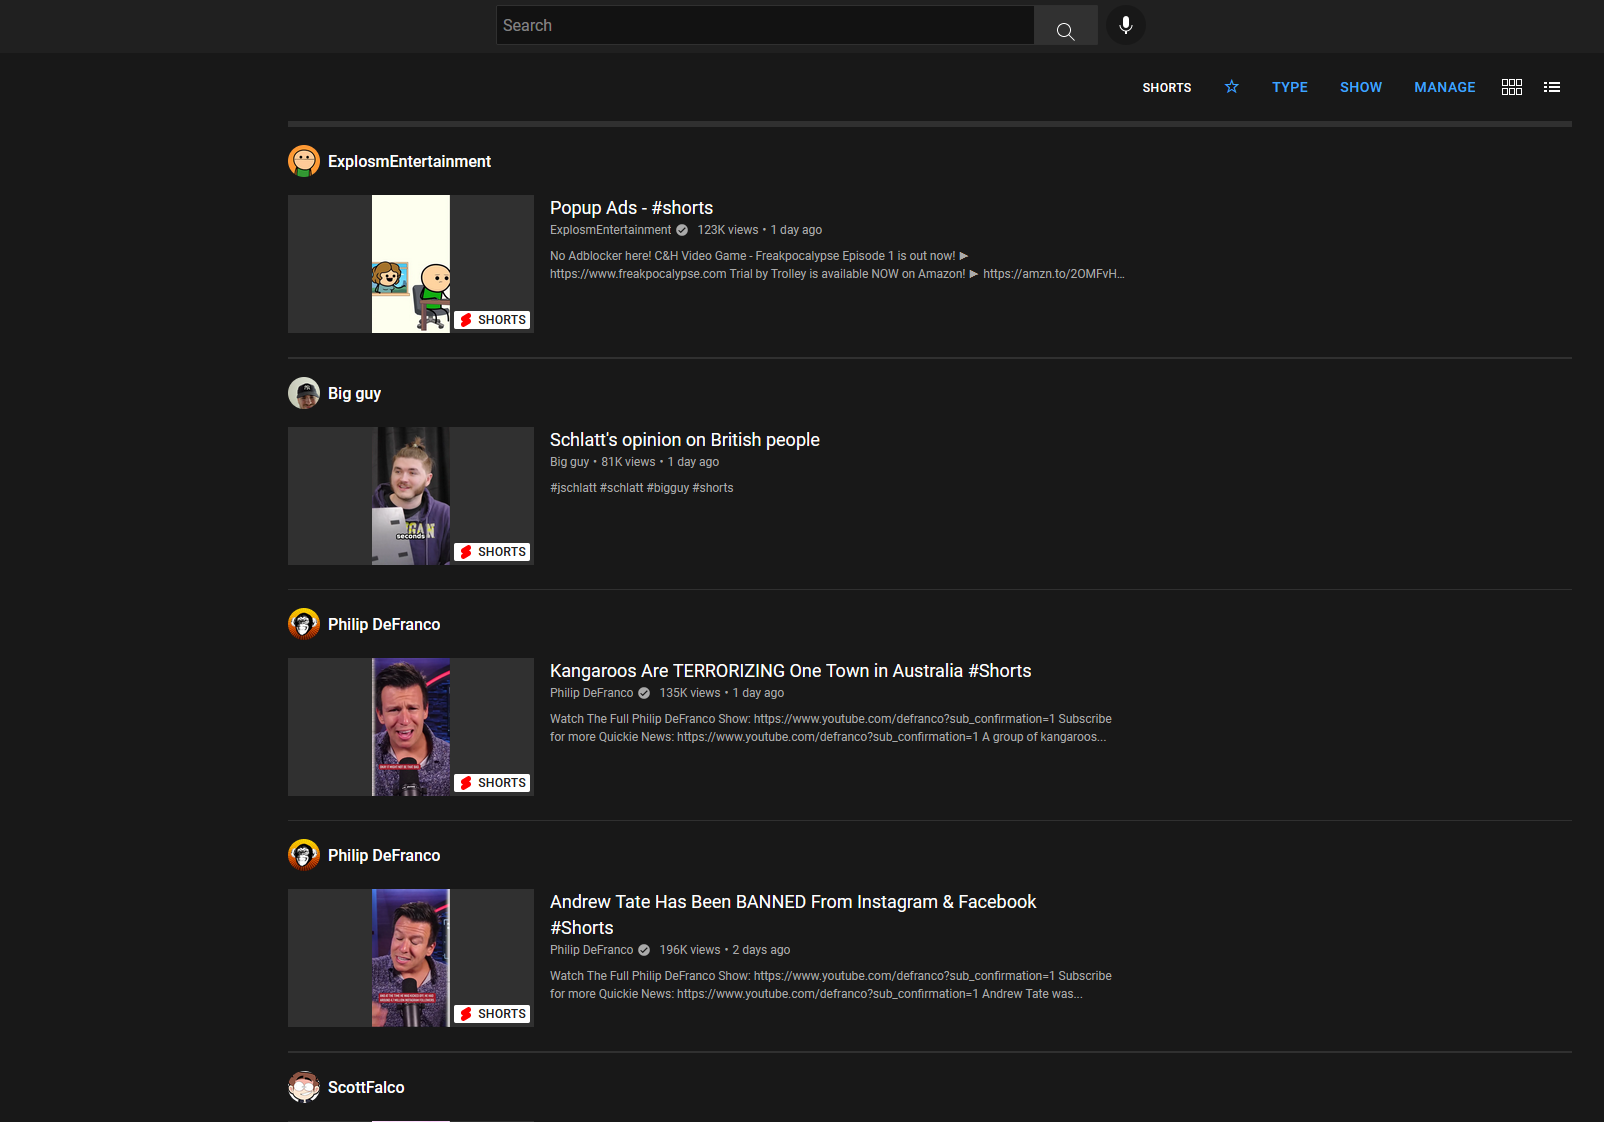 Search
SHORTS TYPE SHOW MANAGE
ExplosmEntertainment
Popup Ads - #shorts
ExplosmEntertainment 123K views • 1 day ago
No Adblocker here! C&H Video Game - Freakpocalypse Episode 1 is out now! ►
https://www.freakpocalypse.com Trial by Trolley is available NOW on Amazon! ► https://amzn.to/2OMFvH...
SHORTS
Big guy
Schlatt's opinion on British people
Big guy • 81K views • 1 day ago
#jschlatt #schlatt #bigguy #shorts
seconds
SHORTS
Philip DeFranco
Kangaroos Are TERRORIZING One Town in Australia #Shorts
Philip DeFranco 135K views • 1 day ago
Watch The Full Philip DeFranco Show: https://www.youtube.com/defranco?sub_confirmation=1 Subscribe
for more Quickie News: https://www.youtube.com/defranco?sub_confirmation=1 A group of kangaroos...
SHORTS
Philip DeFranco
Andrew Tate Has Been BANNED From Instagram & Facebook
#Shorts
Philip DeFranco 196K views • 2 days ago
Watch The Full Philip DeFranco Show: https://www.youtube.com/defranco?sub_confirmation=1 Subscribe
for more Quickie News: https://www.youtube.com/defranco?sub_confirmation=1 Andrew Tate was...
SHORTS
ScottFalco